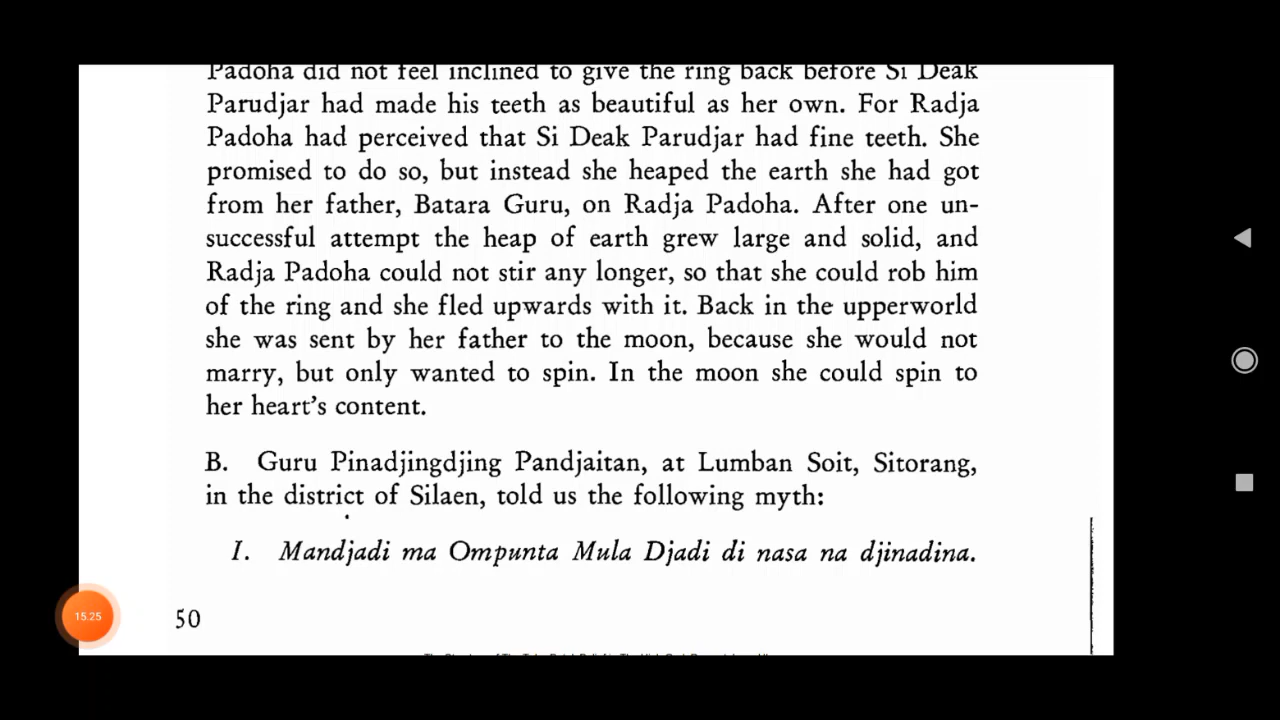 Padoha did not feel inclined to give the ring back before Si Deak
Parudjar had made his teeth as beautiful as her own. For Radja
Padoha had perceived that Si Deak Parudjar had fine teeth. She
promised to do so, but instead she heaped the earth she had got
from her father, Batara Guru, on Radja Padoha. After one un-
successful attempt the heap of earth grew large and solid, and
Radja Padoha could not stir any longer, so that she could rob him
of the ring and she fled upwards with it. Back in the upperworld
she was sent by her father to the moon, because she would not
marry, but only wanted to spin. In the moon she could spin to
her heart's content.
B. Guru Pinadjingdjing Pandjaitan, at Lumban Soit, Sitorang,
in the district of Silaen, told us the following myth:
I. Mandjadi ma Ompunta Mula Djadi di nasa na djinadina.
15.25
50